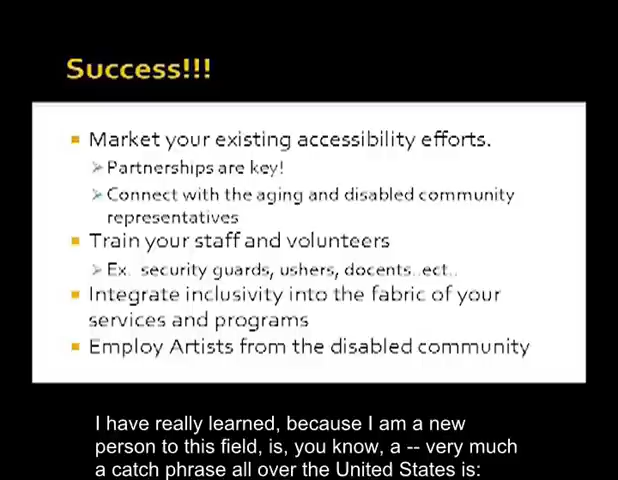 Success!!!
Market your existing accessibility efforts.
Partnerships are key!
Connect with the aging and disabled community
representatives
Train your staff and volunteers
Ex. security guards, ushers, docents..ect..
Integrate inclusivity into the fabric of your
services and programs
Employ Artists from the disabled community
I have really learned, because I am a new
person to this field, is, you know, a -- very much
a catch phrase all over the United States is: